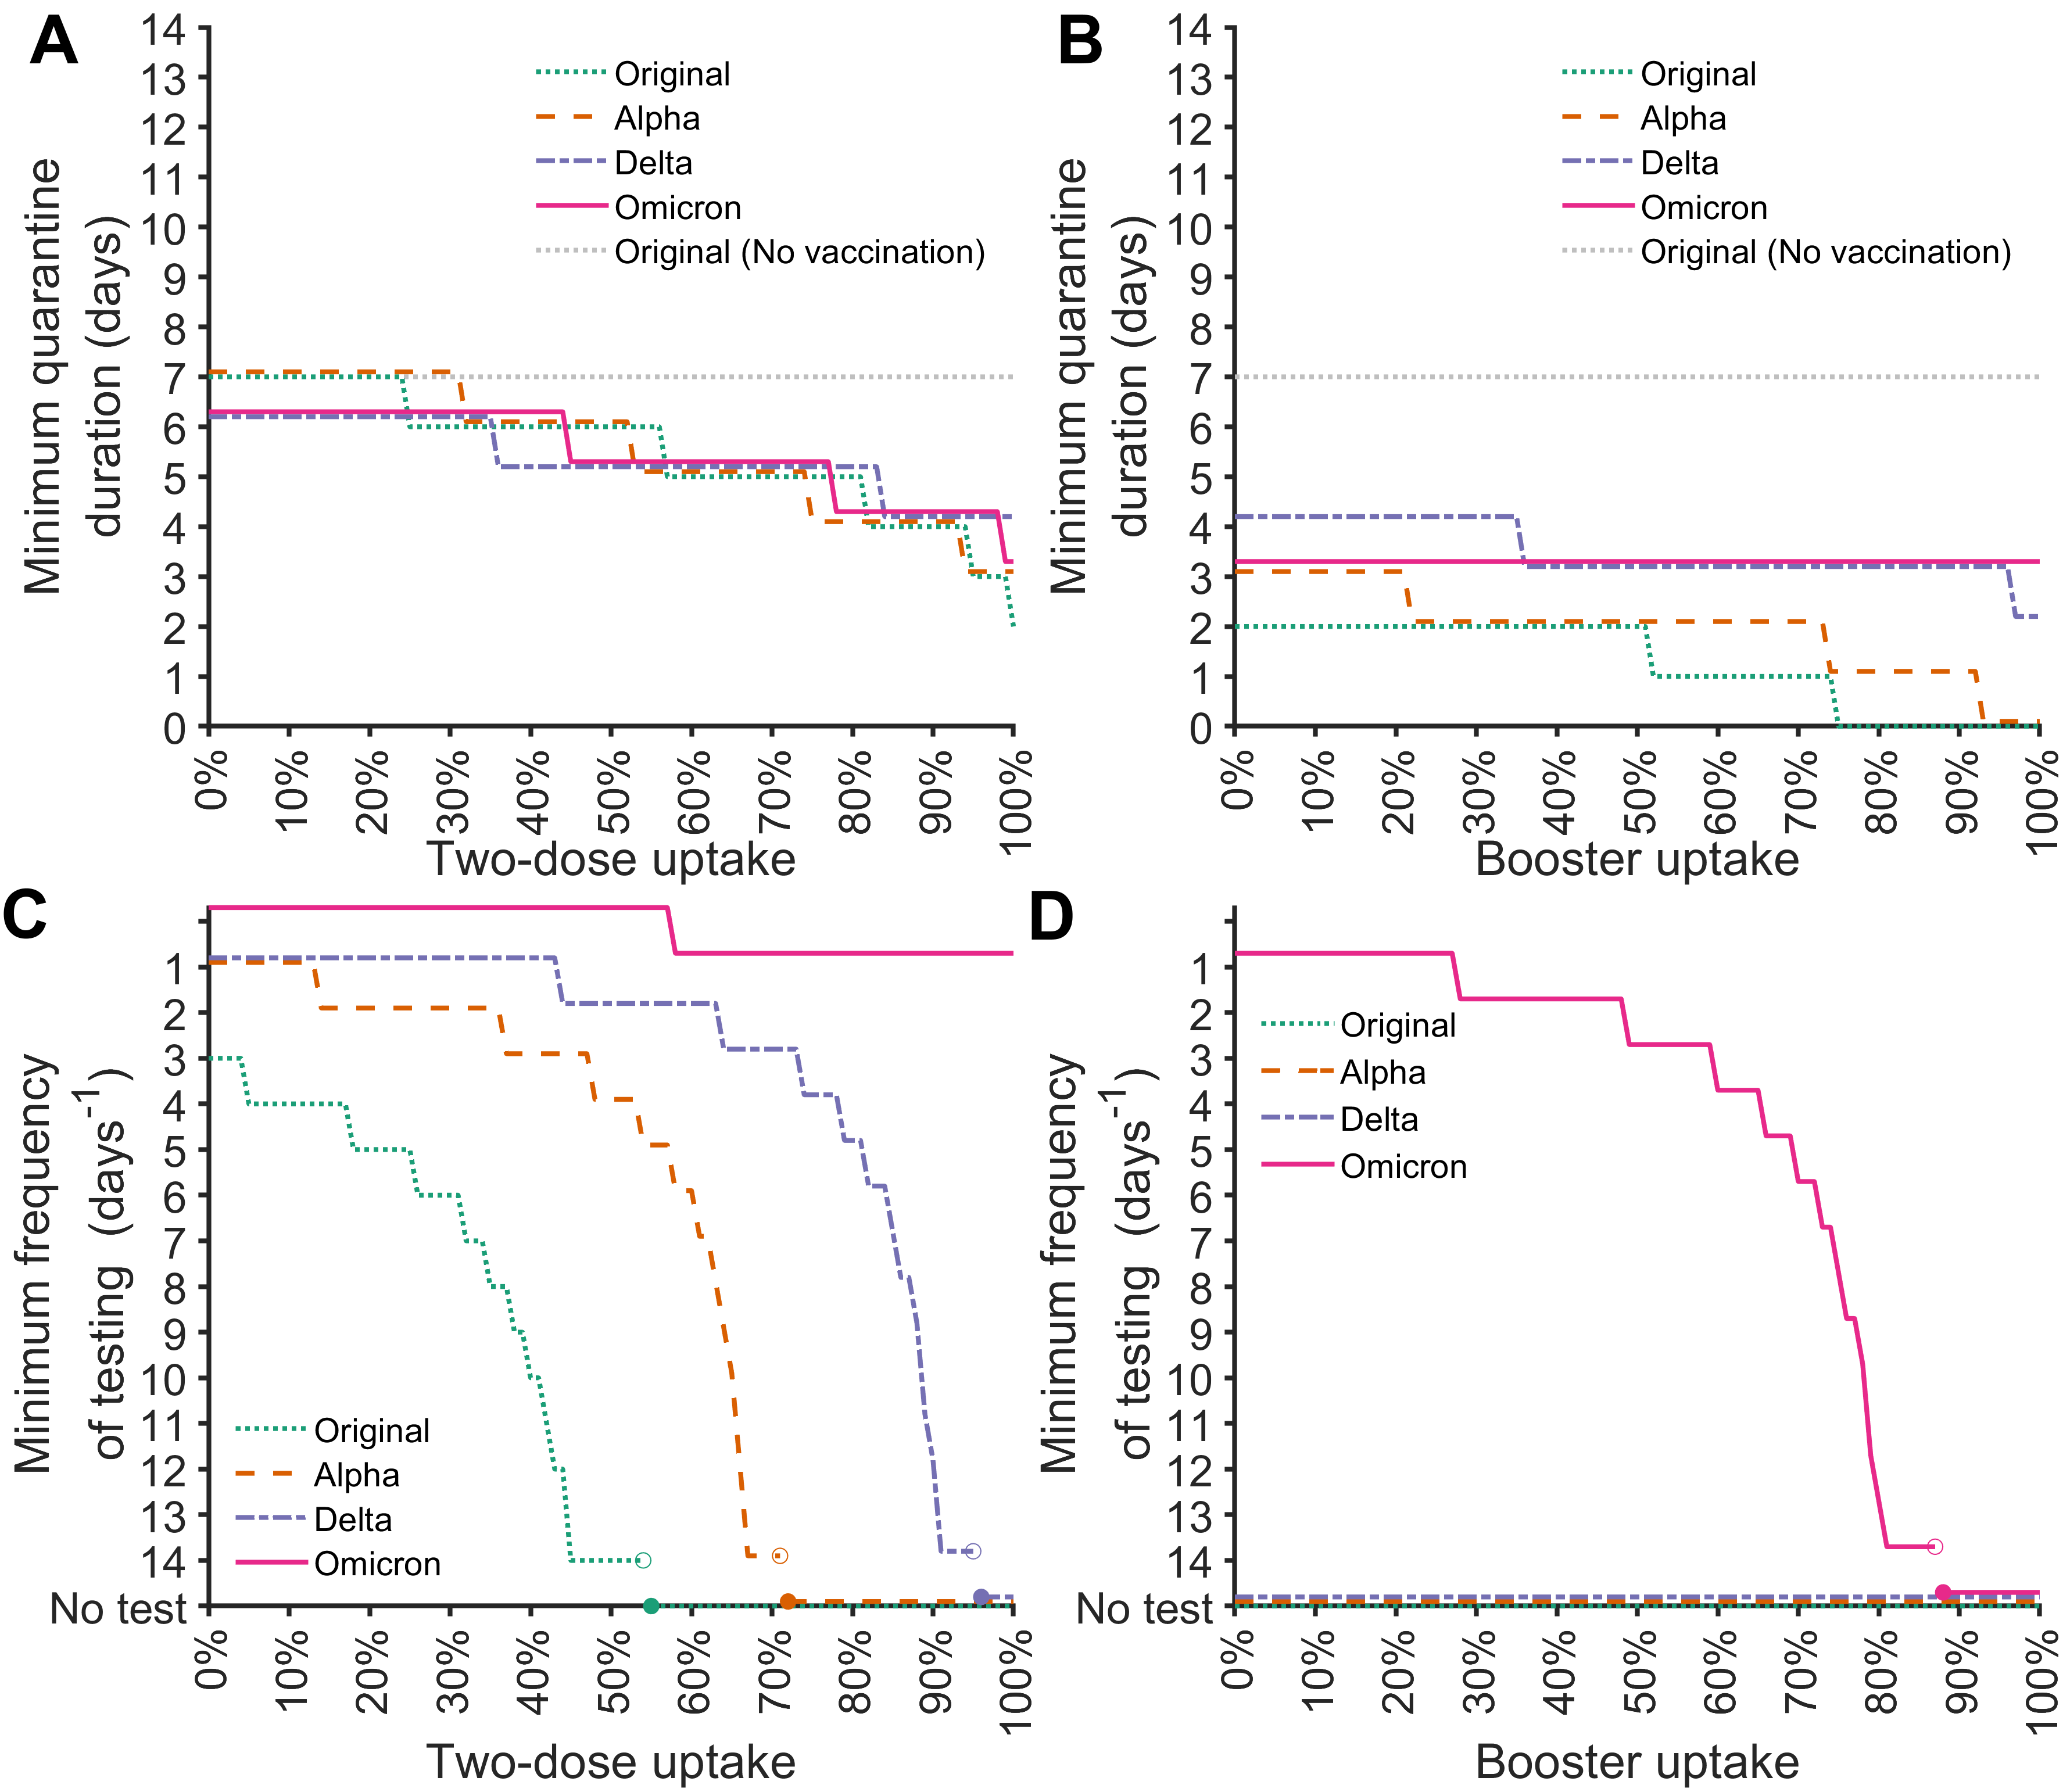 A
14
13
12
11
10
9
8
7
6
5
4
3
2
1
0
Minimum quarantine
duration (days)
Original
Alpha
Delta
Omicron
Original (No vaccination)
0%
10%
20%
30%
40%
50%
60%
70%
80%
90%
100%
Two-dose uptake
B
14
13
12
11
10
9
8
7
6
5
4
3
2
1
0
Minimum quarantine
duration (days)
Original
Alpha
Delta
Omicron
Original (No vaccination)
0%
10%
20%
30%
40%
50%
60%
70%
80%
90%
100%
Booster uptake
C
1
2
3
4
5
6
7
8
9
10
11
12
13
14
No test
Minimum frequency
of testing (days⁻¹)
Original
Alpha
Delta
Omicron
0%
10%
20%
30%
40%
50%
60%
70%
80%
90%
100%
Two-dose uptake
D
1
2
3
4
5
6
7
8
9
10
11
12
13
14
No test
Minimum frequency
of testing (days⁻¹)
Original
Alpha
Delta
Omicron
0%
10%
20%
30%
40%
50%
60%
70%
80%
90%
100%
Booster uptake